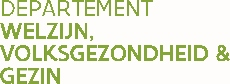 DEPARTEMENT
WELZIJN,
VOLKSGEZONDHEID &
GEZIN